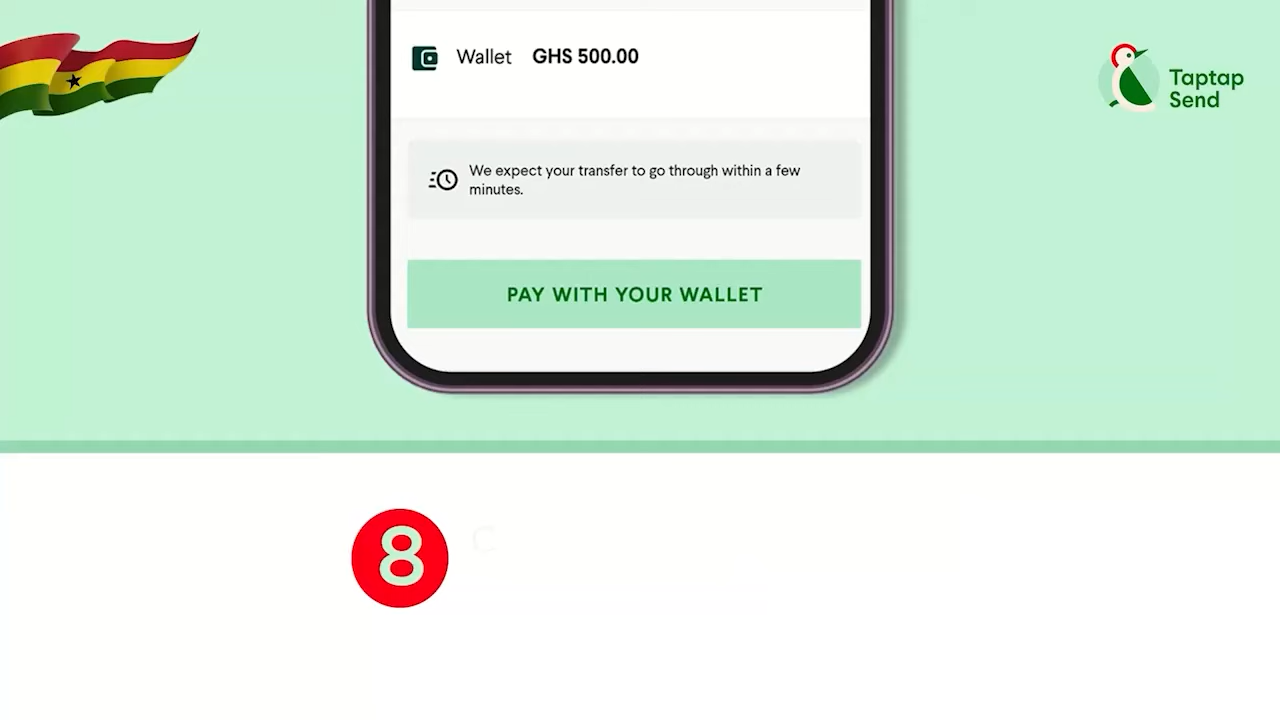 Wallet GHS 500.00
Taptap
Send
We expect your transfer to go through within a few
minutes.
PAY WITH YOUR WALLET
8 C